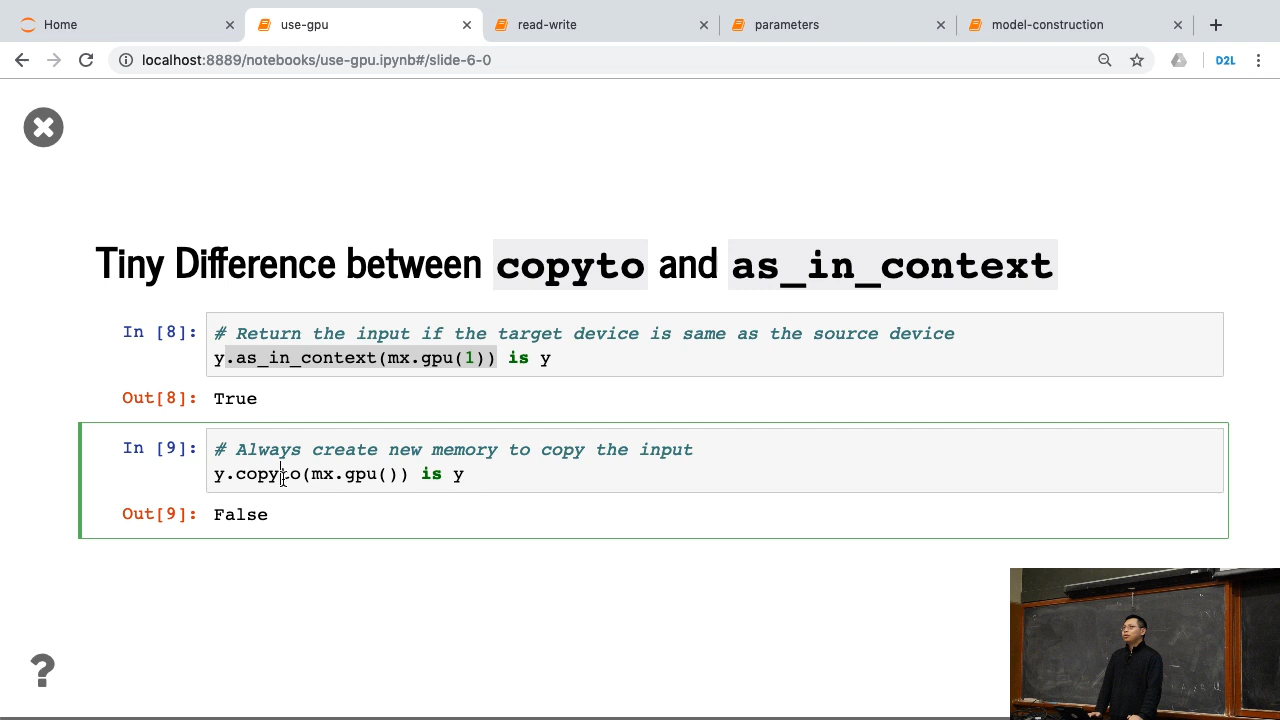 Home
use-gpu
read-write
parameters
model-construction
localhost:8889/notebooks/use-gpu.ipynb#/slide-6-0
D2L
Tiny Difference between copyto and as_in_context
In [8]:
# Return the input if the target device is same as the source device
y.as_in_context(mx.gpu(1)) is y
Out[8]:
True
In [9]:
# Always create new memory to copy the input
y.copyto(mx.gpu()) is y
Out[9]:
False
?